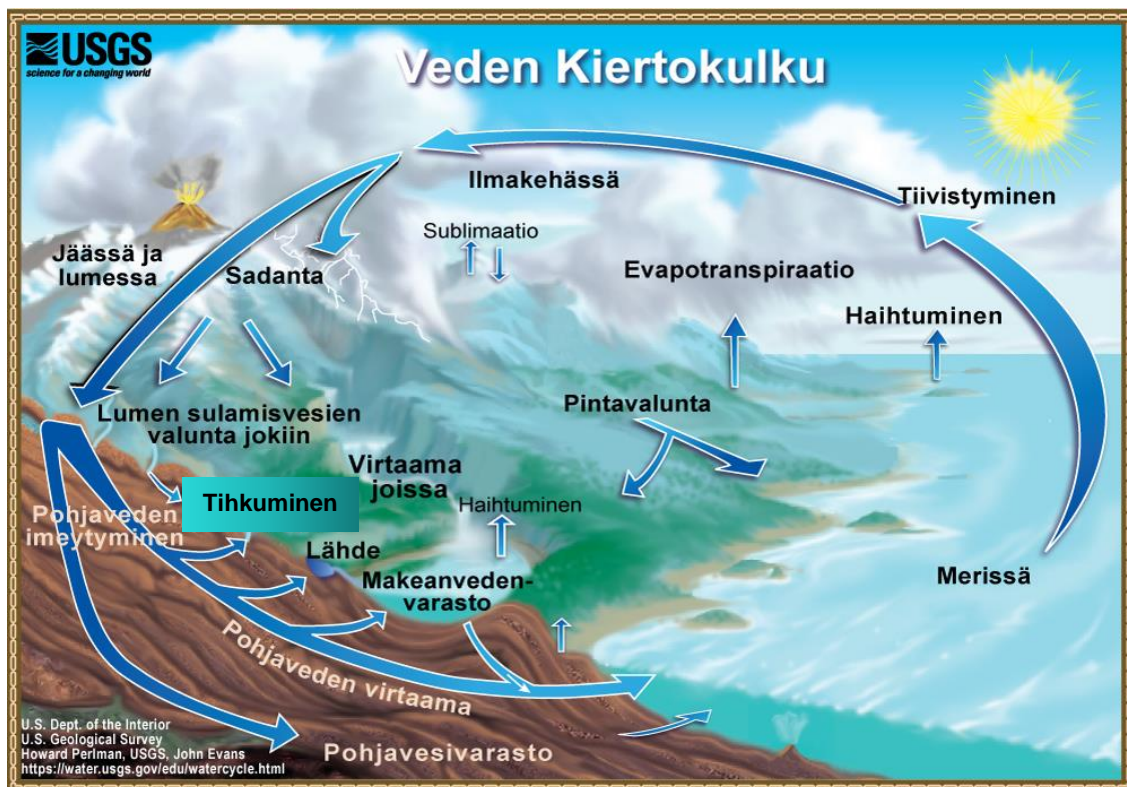 USGS
science for a changing world
Veden Kiertokulku
Ilmakehässä
Tiivistyminen
Sublimaatio
Jäässä ja
lumessa
Sadanta
Evapotranspiraatio
Haihtuminen
Lumen sulamisvesien
valunta jokiin
Pintavalunta
Virtaama
joissa
Tihkuminen
Haihtuminen
Pohjaveden
imeytyminen
Lähde
Makeanveden-
varasto
Merissä
Pohjaveden virtaama
Pohjavesivarasto
U.S. Dept. of the Interior
U.S. Geological Survey
Howard Perlman, USGS, John Evans
https://water.usgs.gov/edu/watercycle.html